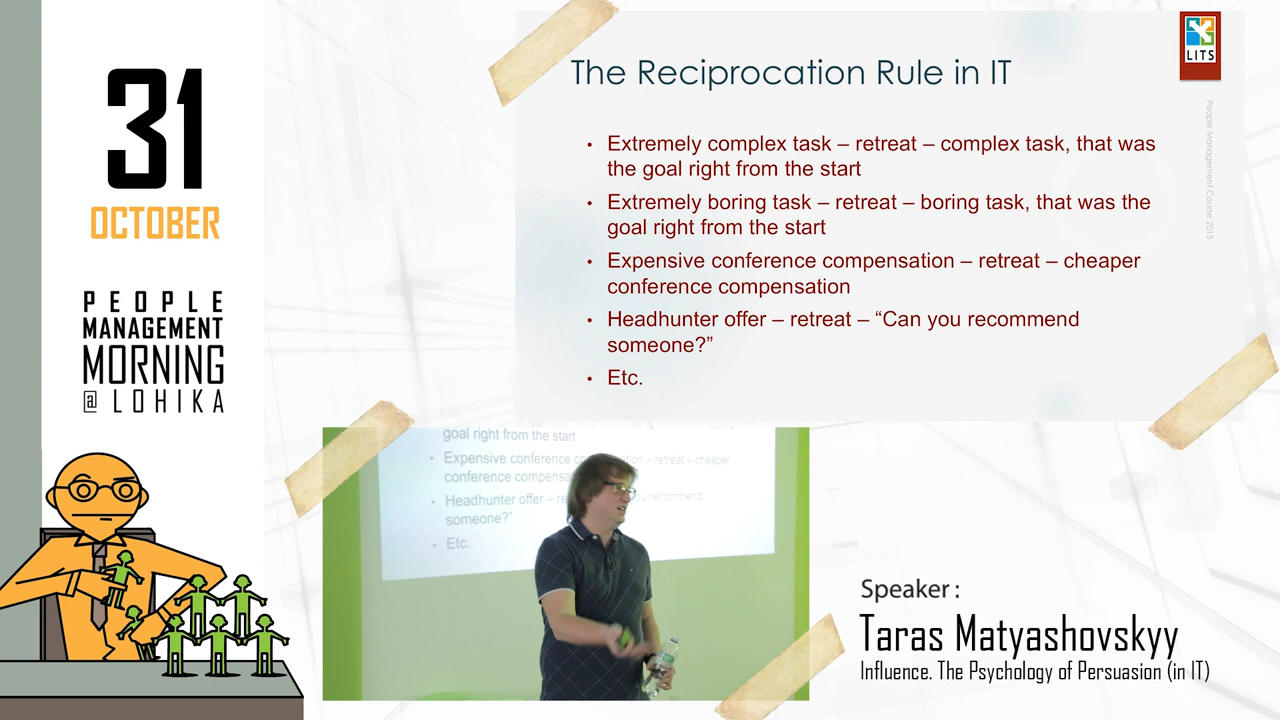 31
OCTOBER
PEOPLE
MANAGEMENT
MORNING
@ LOHIKA
The Reciprocation Rule in IT
LITS
People Management Course 2015
• Extremely complex task – retreat – complex task, that was
the goal right from the start
• Extremely boring task – retreat – boring task, that was the
goal right from the start
• Expensive conference compensation – retreat – cheaper
conference compensation
• Headhunter offer – retreat – “Can you recommend
someone?”
• Etc.
goal right from the start
• Expensive conference – retreat – cheaper
conference
• Headhunter offer – recommend
someone?"
• Etc.
Speaker :
Taras Matyashovskyy
Influence. The Psychology of Persuasion (in IT)